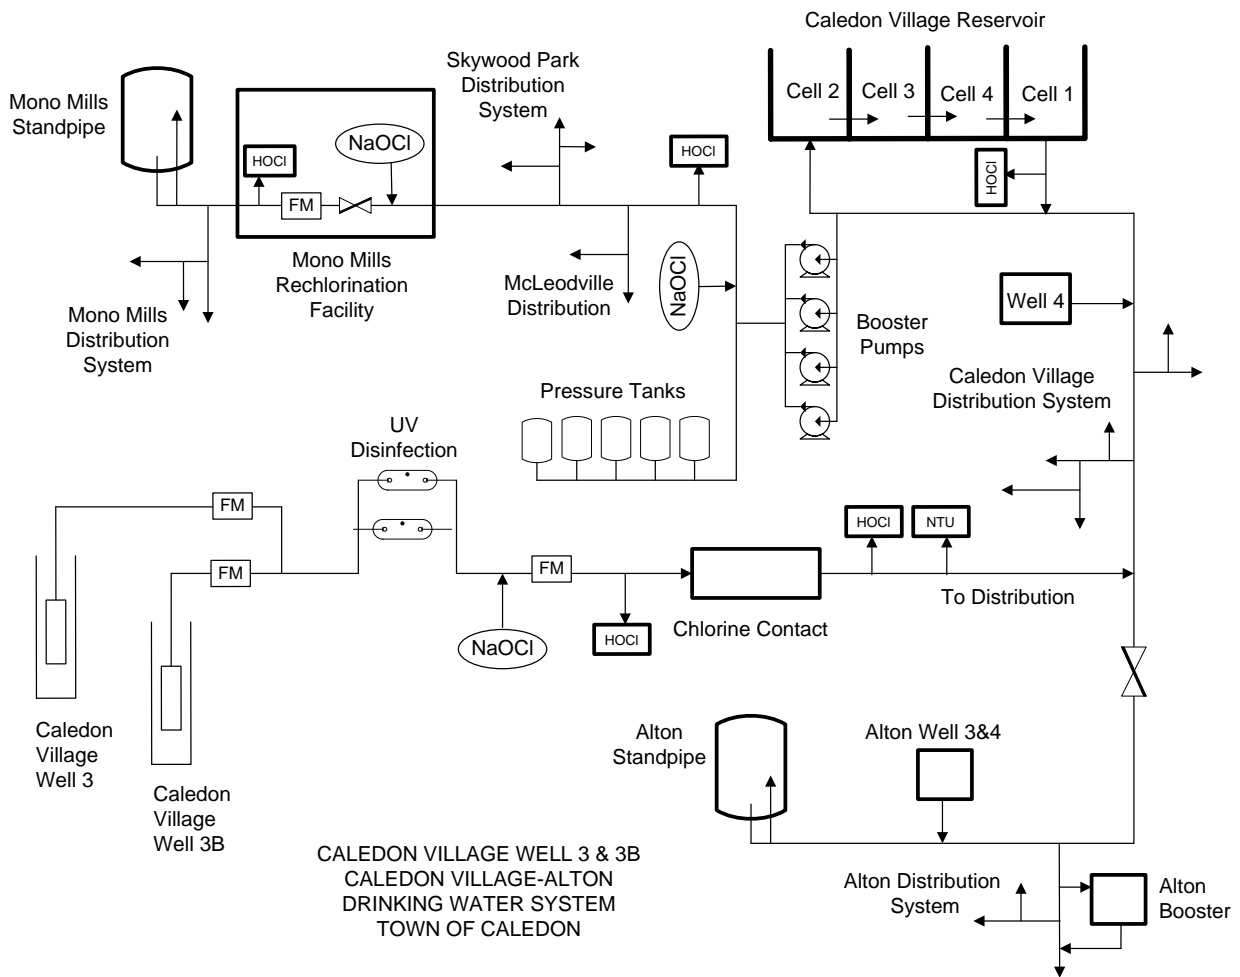 Caledon Village Reservoir
Cell 2
Cell 3
Cell 4
Cell 1
HOCl
Mono Mills
Standpipe
HOCl
NaOCl
FM
Mono Mills
Rechlorination
Facility
Mono Mills
Distribution
System
Skywood Park
Distribution
System
HOCl
McLeodville
Distribution
NaOCl
Booster
Pumps
Well 4
Caledon Village
Distribution System
Pressure Tanks
UV
Disinfection
FM
FM
NaOCl
FM
HOCl
Chlorine Contact
HOCl
NTU
To Distribution
Caledon
Village
Well 3
Caledon
Village
Well 3B
Alton
Standpipe
Alton Well 3&4
Alton Distribution
System
Alton
Booster
CALEDON VILLAGE WELL 3 & 3B
CALEDON VILLAGE-ALTON
DRINKING WATER SYSTEM
TOWN OF CALEDON